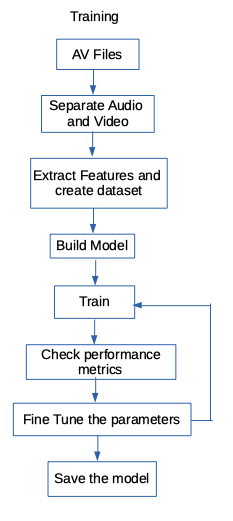 Training
AV Files
Separate Audio
and Video
Extract Features and
create dataset
Build Model
Train
Check performance
metrics
Fine Tune the parameters
Save the model